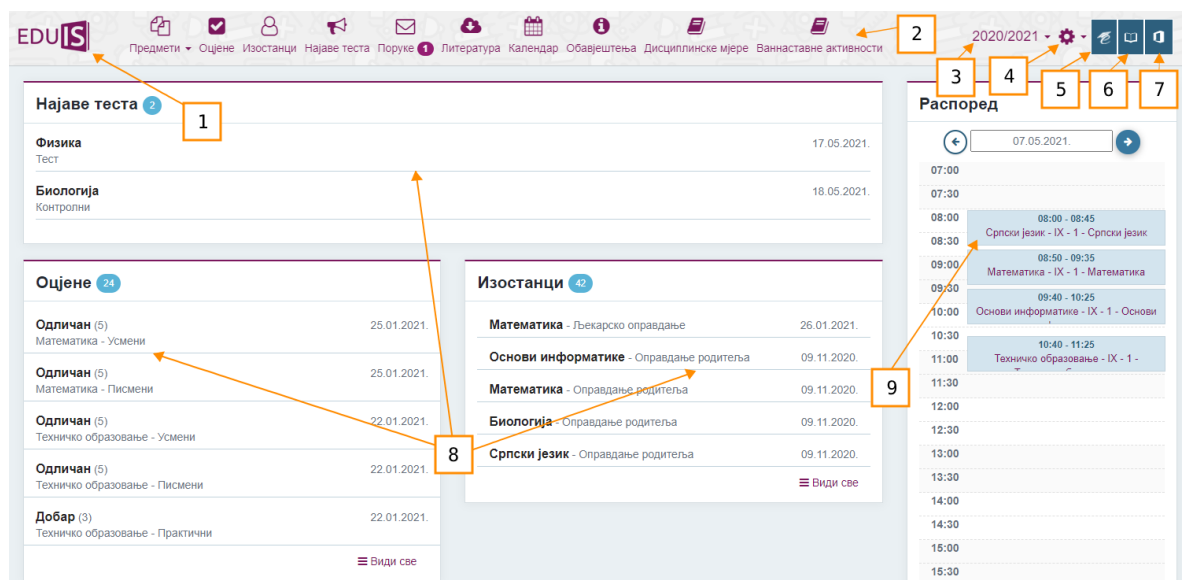 EDUIS
Предмети Оцјене Изостанци Најаве теста Поруке 1 Литература Календар Обавјештења Дисциплинске мјере Ваннаставне активности
2020/2021
1
2
3
4
5
6
7
Најаве теста 2
Физика 17.05.2021.
Тест
Биологија 18.05.2021.
Контролни
Оцјене 24
Одличан (5) 25.01.2021.
Математика - Усмени
Одличан (5) 25.01.2021.
Математика - Писмени
Одличан (5) 22.01.2021.
Техничко образовање - Усмени
Одличан (5) 22.01.2021.
Техничко образовање - Писмени
Добар (3) 22.01.2021.
Техничко образовање - Практични
Види све
8
Изостанци 42
Математика - Љекарско оправдање 26.01.2021.
Основи информатике - Оправдање родитеља 09.11.2020.
Математика - Оправдање родитеља 09.11.2020.
Биологија - Оправдање родитеља 09.11.2020.
Српски језик - Оправдање родитеља 09.11.2020.
Види све
9
Распоред
07.05.2021.
07:00
07:30
08:00
08:00 - 08:45
Српски језик - IX - 1 - Српски језик
08:30
09:00
08:50 - 09:35
Математика - IX - 1 - Математика
09:30
09:40 - 10:25
10:00
Основи информатике - IX - 1 - Основи
10:30
10:40 - 11:25
11:00
Техничко образовање - IX - 1 -
11:30
12:00
12:30
13:00
13:30
14:00
14:30
15:00
15:30